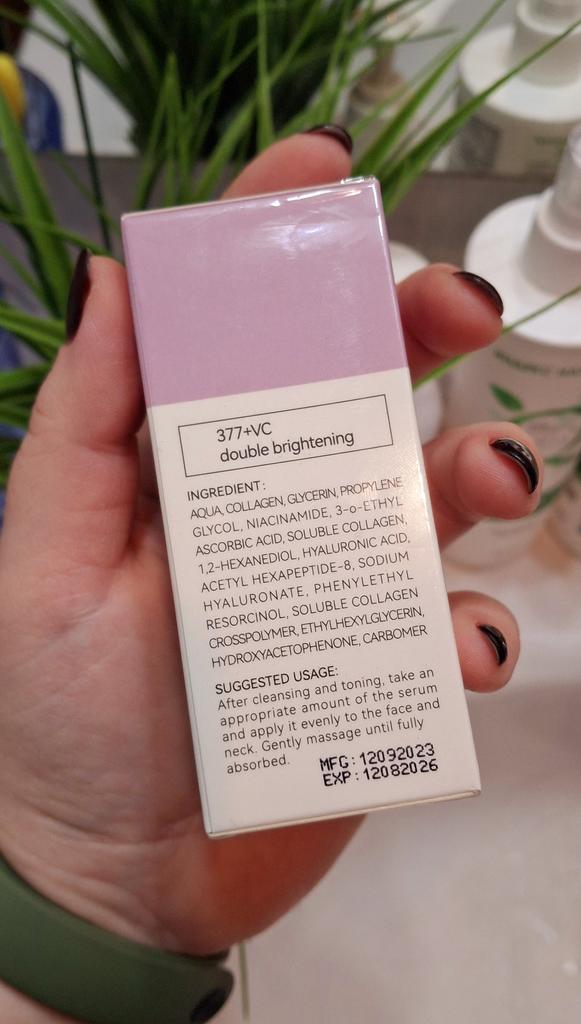 377+VC
double brightening
INGREDIENT:
AQUA, COLLAGEN, GLYCERIN, PROPYLENE
GLYCOL, NIACINAMIDE, 3-o-ETHYL
ASCORBIC ACID, SOLUBLE COLLAGEN,
1,2-HEXANEDIOL, HYALURONIC ACID,
ACETYL HEXAPEPTIDE-8, SODIUM
HYALURONATE, PHENYLETHYL
RESORCINOL, SOLUBLE COLLAGEN
CROSSPOLYMER, ETHYLHEXYLGLYCERIN,
HYDROXYACETOPHENONE, CARBOMER
SUGGESTED USAGE:
After cleansing and toning, take an
appropriate amount of the serum
and apply it evenly to the face and
neck. Gently massage until fully
absorbed.
MFG: 12092023
EXP: 12082026